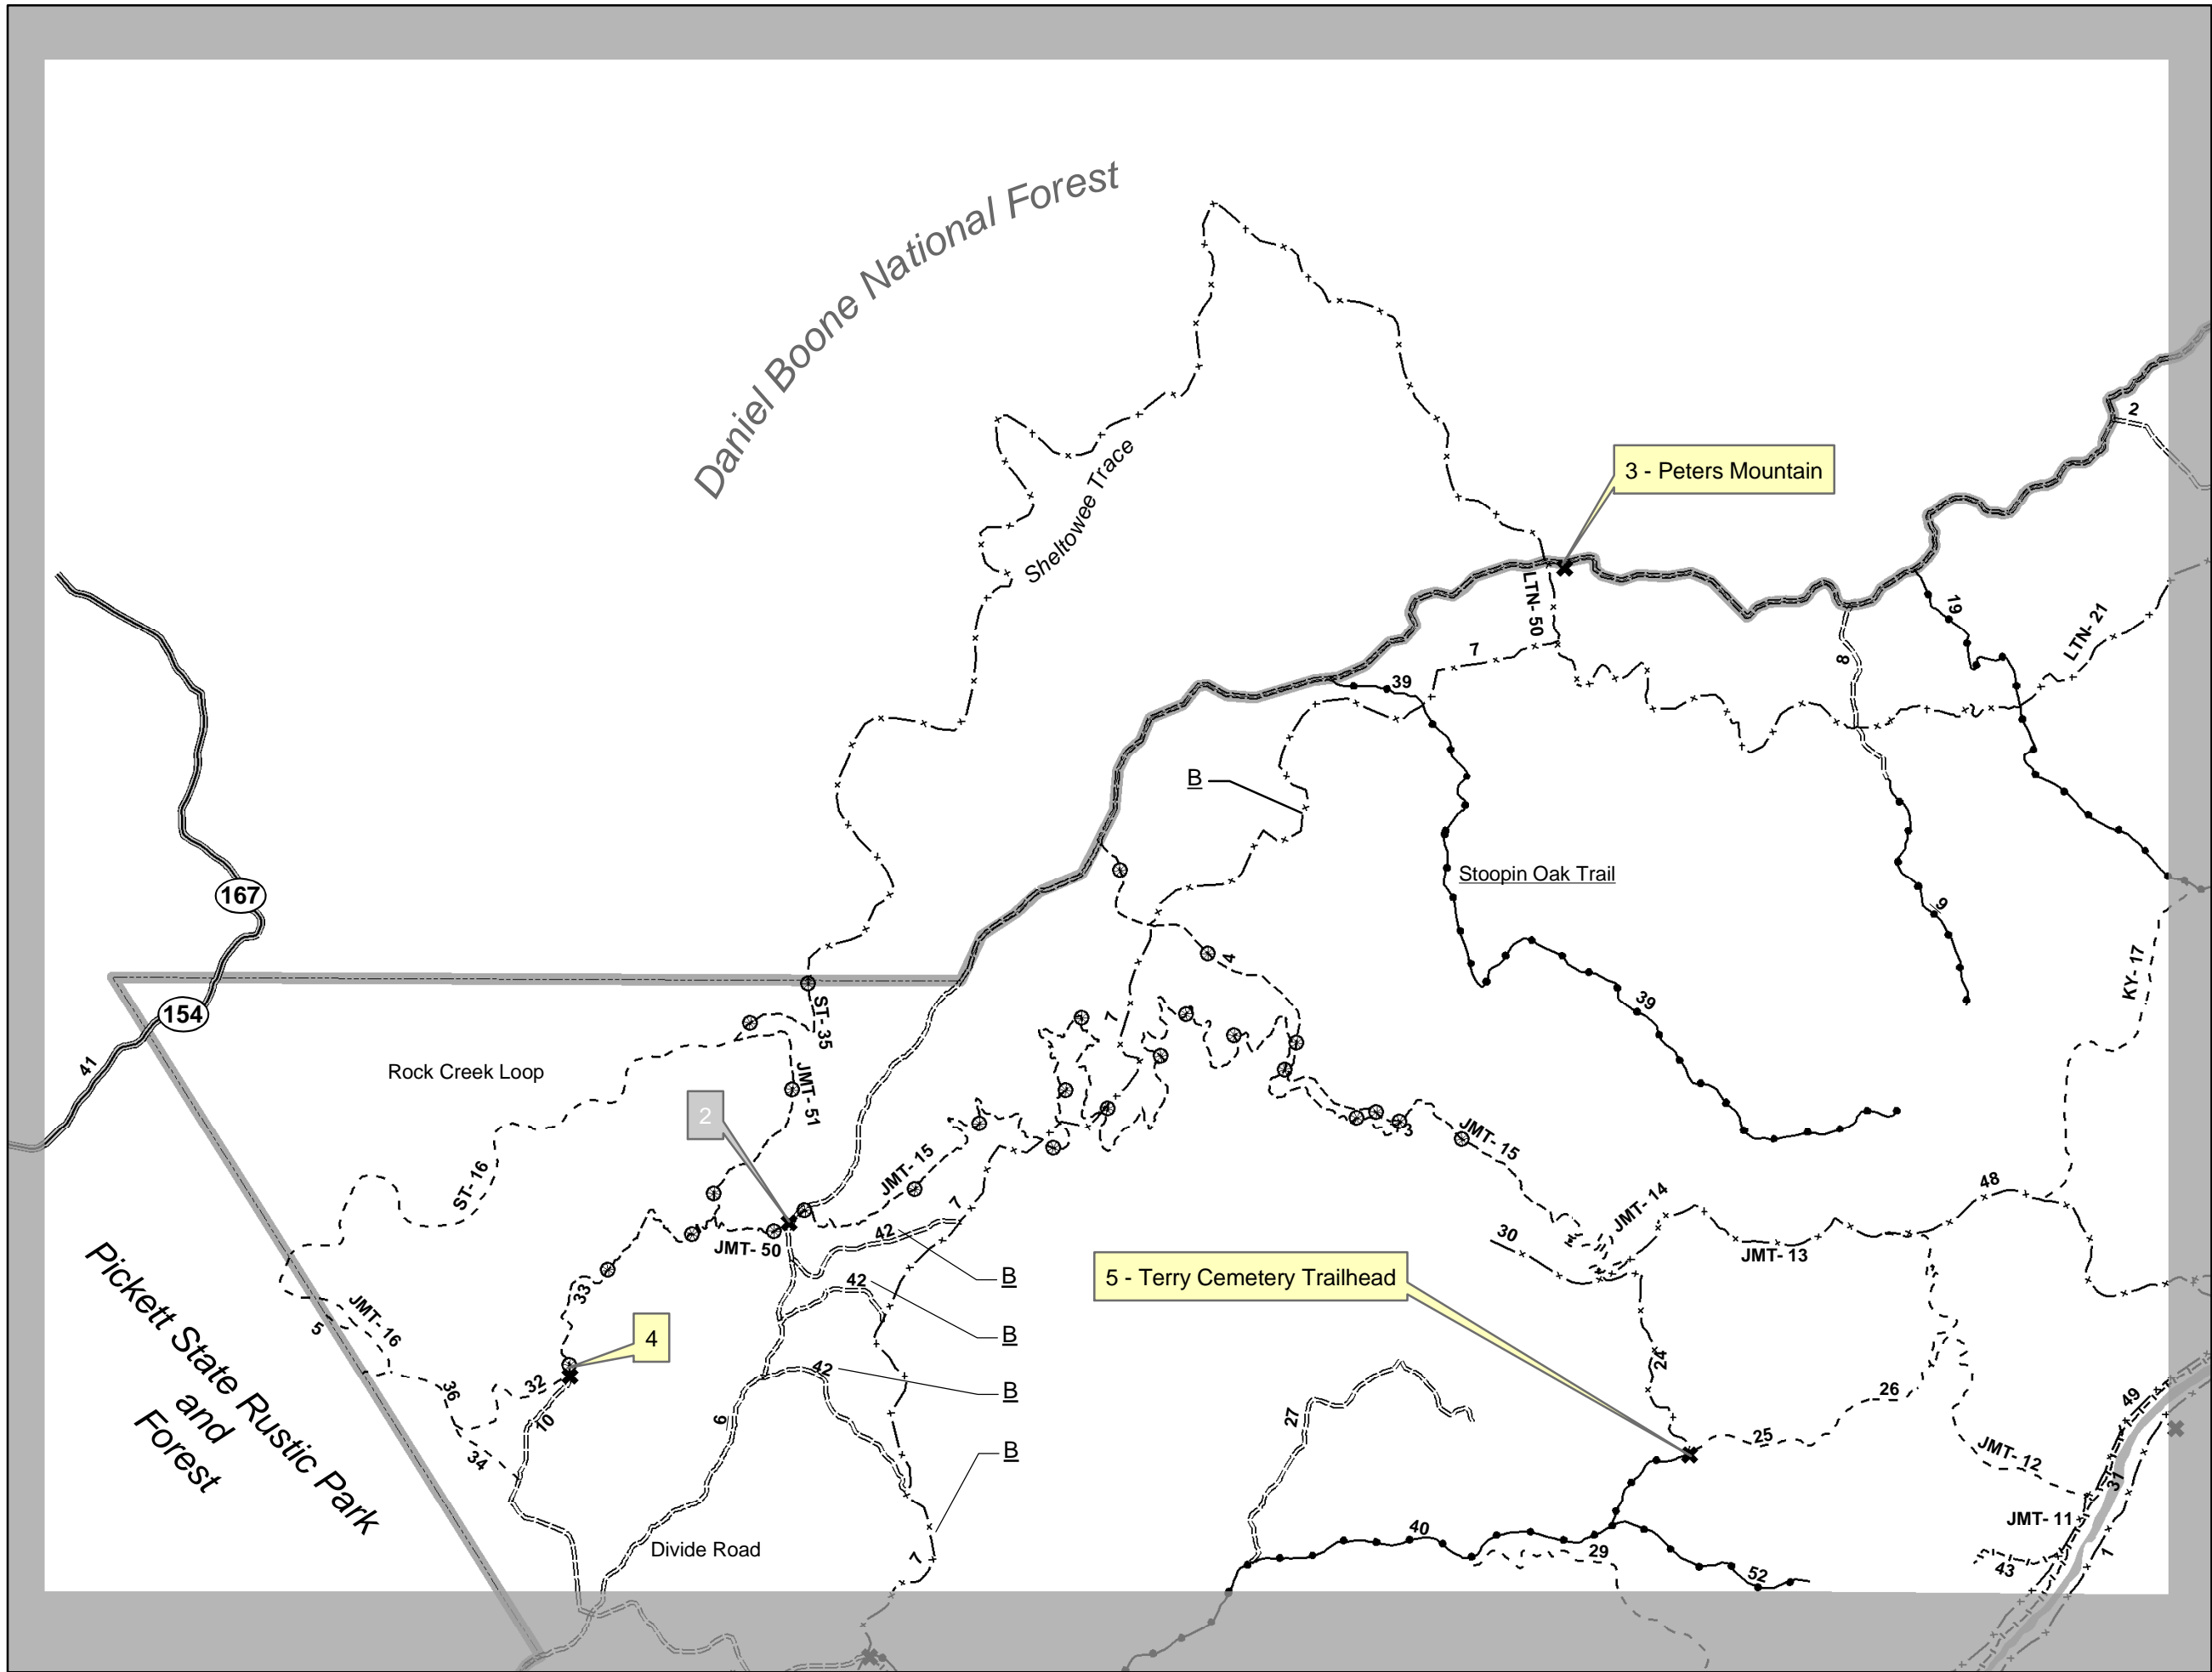 Daniel Boone National Forest
2
3 - Peters Mountain
Sheltowee Trace
LTN- 50
19
LTN- 21
7
8
39
B
167
Stoopin Oak Trail
9
4
KY- 17
154
ST- 35
39
7
41
Rock Creek Loop
JMT- 51
2
3
JMT- 15
JMT- 15
ST- 16
48
JMT- 14
7
30
42
JMT- 50
JMT- 13
5 - Terry Cemetery Trailhead
B
42
33
JMT- 16
5
4
B
24
42
32
36
B
26
49
10
6
27
25
Pickett State Rustic Park
and
Forest
34
B
JMT- 12
31
JMT- 11
40
Divide Road
29
7
1
43
52